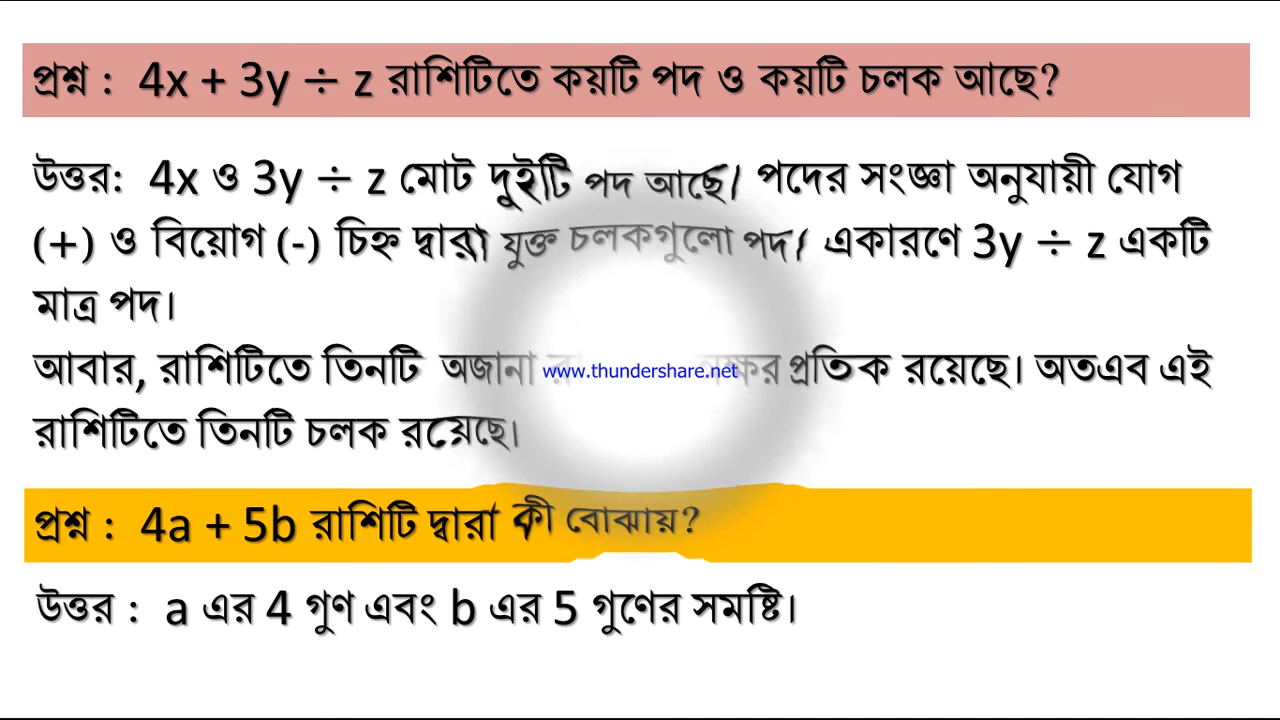 প্রশ্ন : 4x + 3y ÷ z রাশিটিতে কয়টি পদ ও কয়টি চলক আছে?
উত্তর: 4x ও 3y ÷ z মোট দুইটি পদ আছে। পদের সংজ্ঞা অনুযায়ী যোগ
(+) ও বিয়োগ (-) চিহ্ন দ্বারা যুক্ত চলকগুলো পদ। একারণে 3y ÷ z একটি
মাত্র পদ।
আবার, রাশিটিতে তিনটি অজানা প্রতিক রয়েছে। অতএব এই
www.thundershare.net
রাশিটিতে তিনটি চলক রয়েছে।
প্রশ্ন : 4a + 5b রাশিটি দ্বারা কী বোঝায়?
উত্তর : a এর 4 গুণ এবং b এর 5 গুণের সমষ্টি।